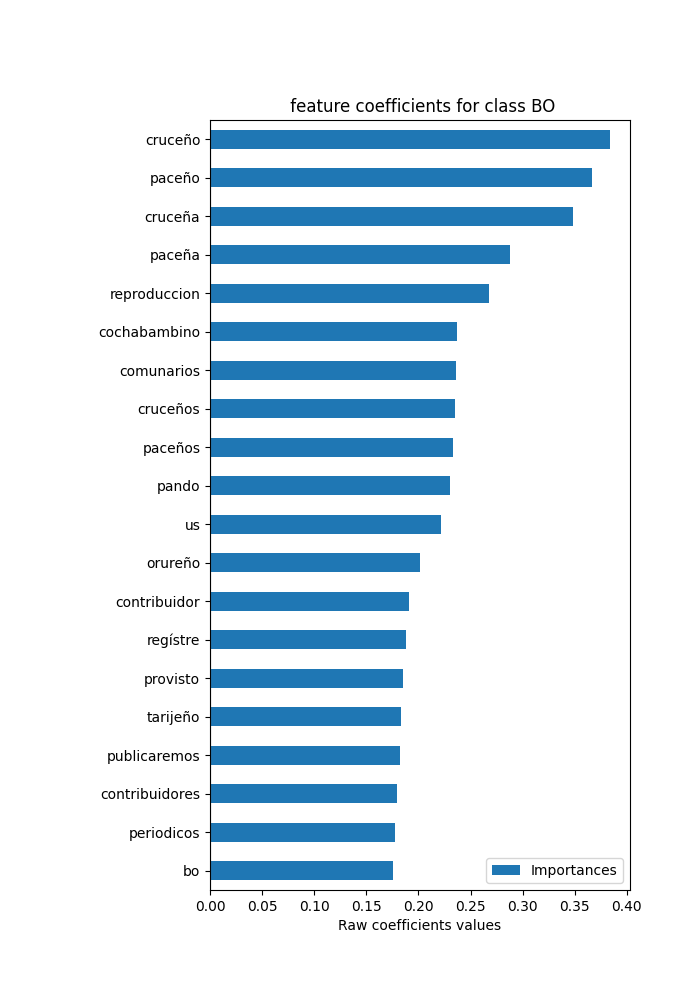 feature coefficients for class BO
cruceño
paceño
cruceña
paceña
reproduccion
cochabambino
comunarios
cruceños
paceños
pando
us
orureño
contribuidor
regístre
provisto
tarijeño
publicaremos
contribuidores
periodicos
bo
Importances
0.00 0.05 0.10 0.15 0.20 0.25 0.30 0.35 0.40
Raw coefficients values